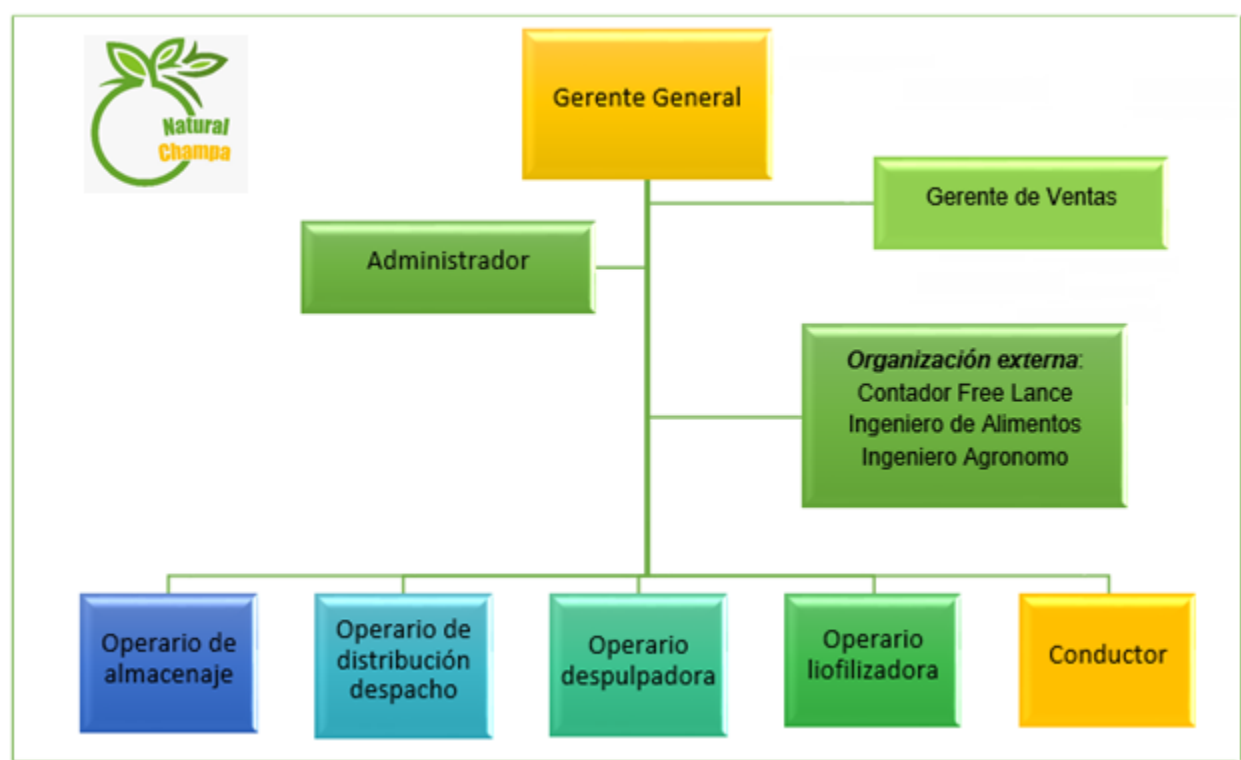 Natural
Champa
Gerente General
Gerente de Ventas
Administrador
Organización externa:
Contador Free Lance
Ingeniero de Alimentos
Ingeniero Agronomo
Operario de
almacenaje
Operario de
distribución
despacho
Operario
despulpadora
Operario
liofilizadora
Conductor